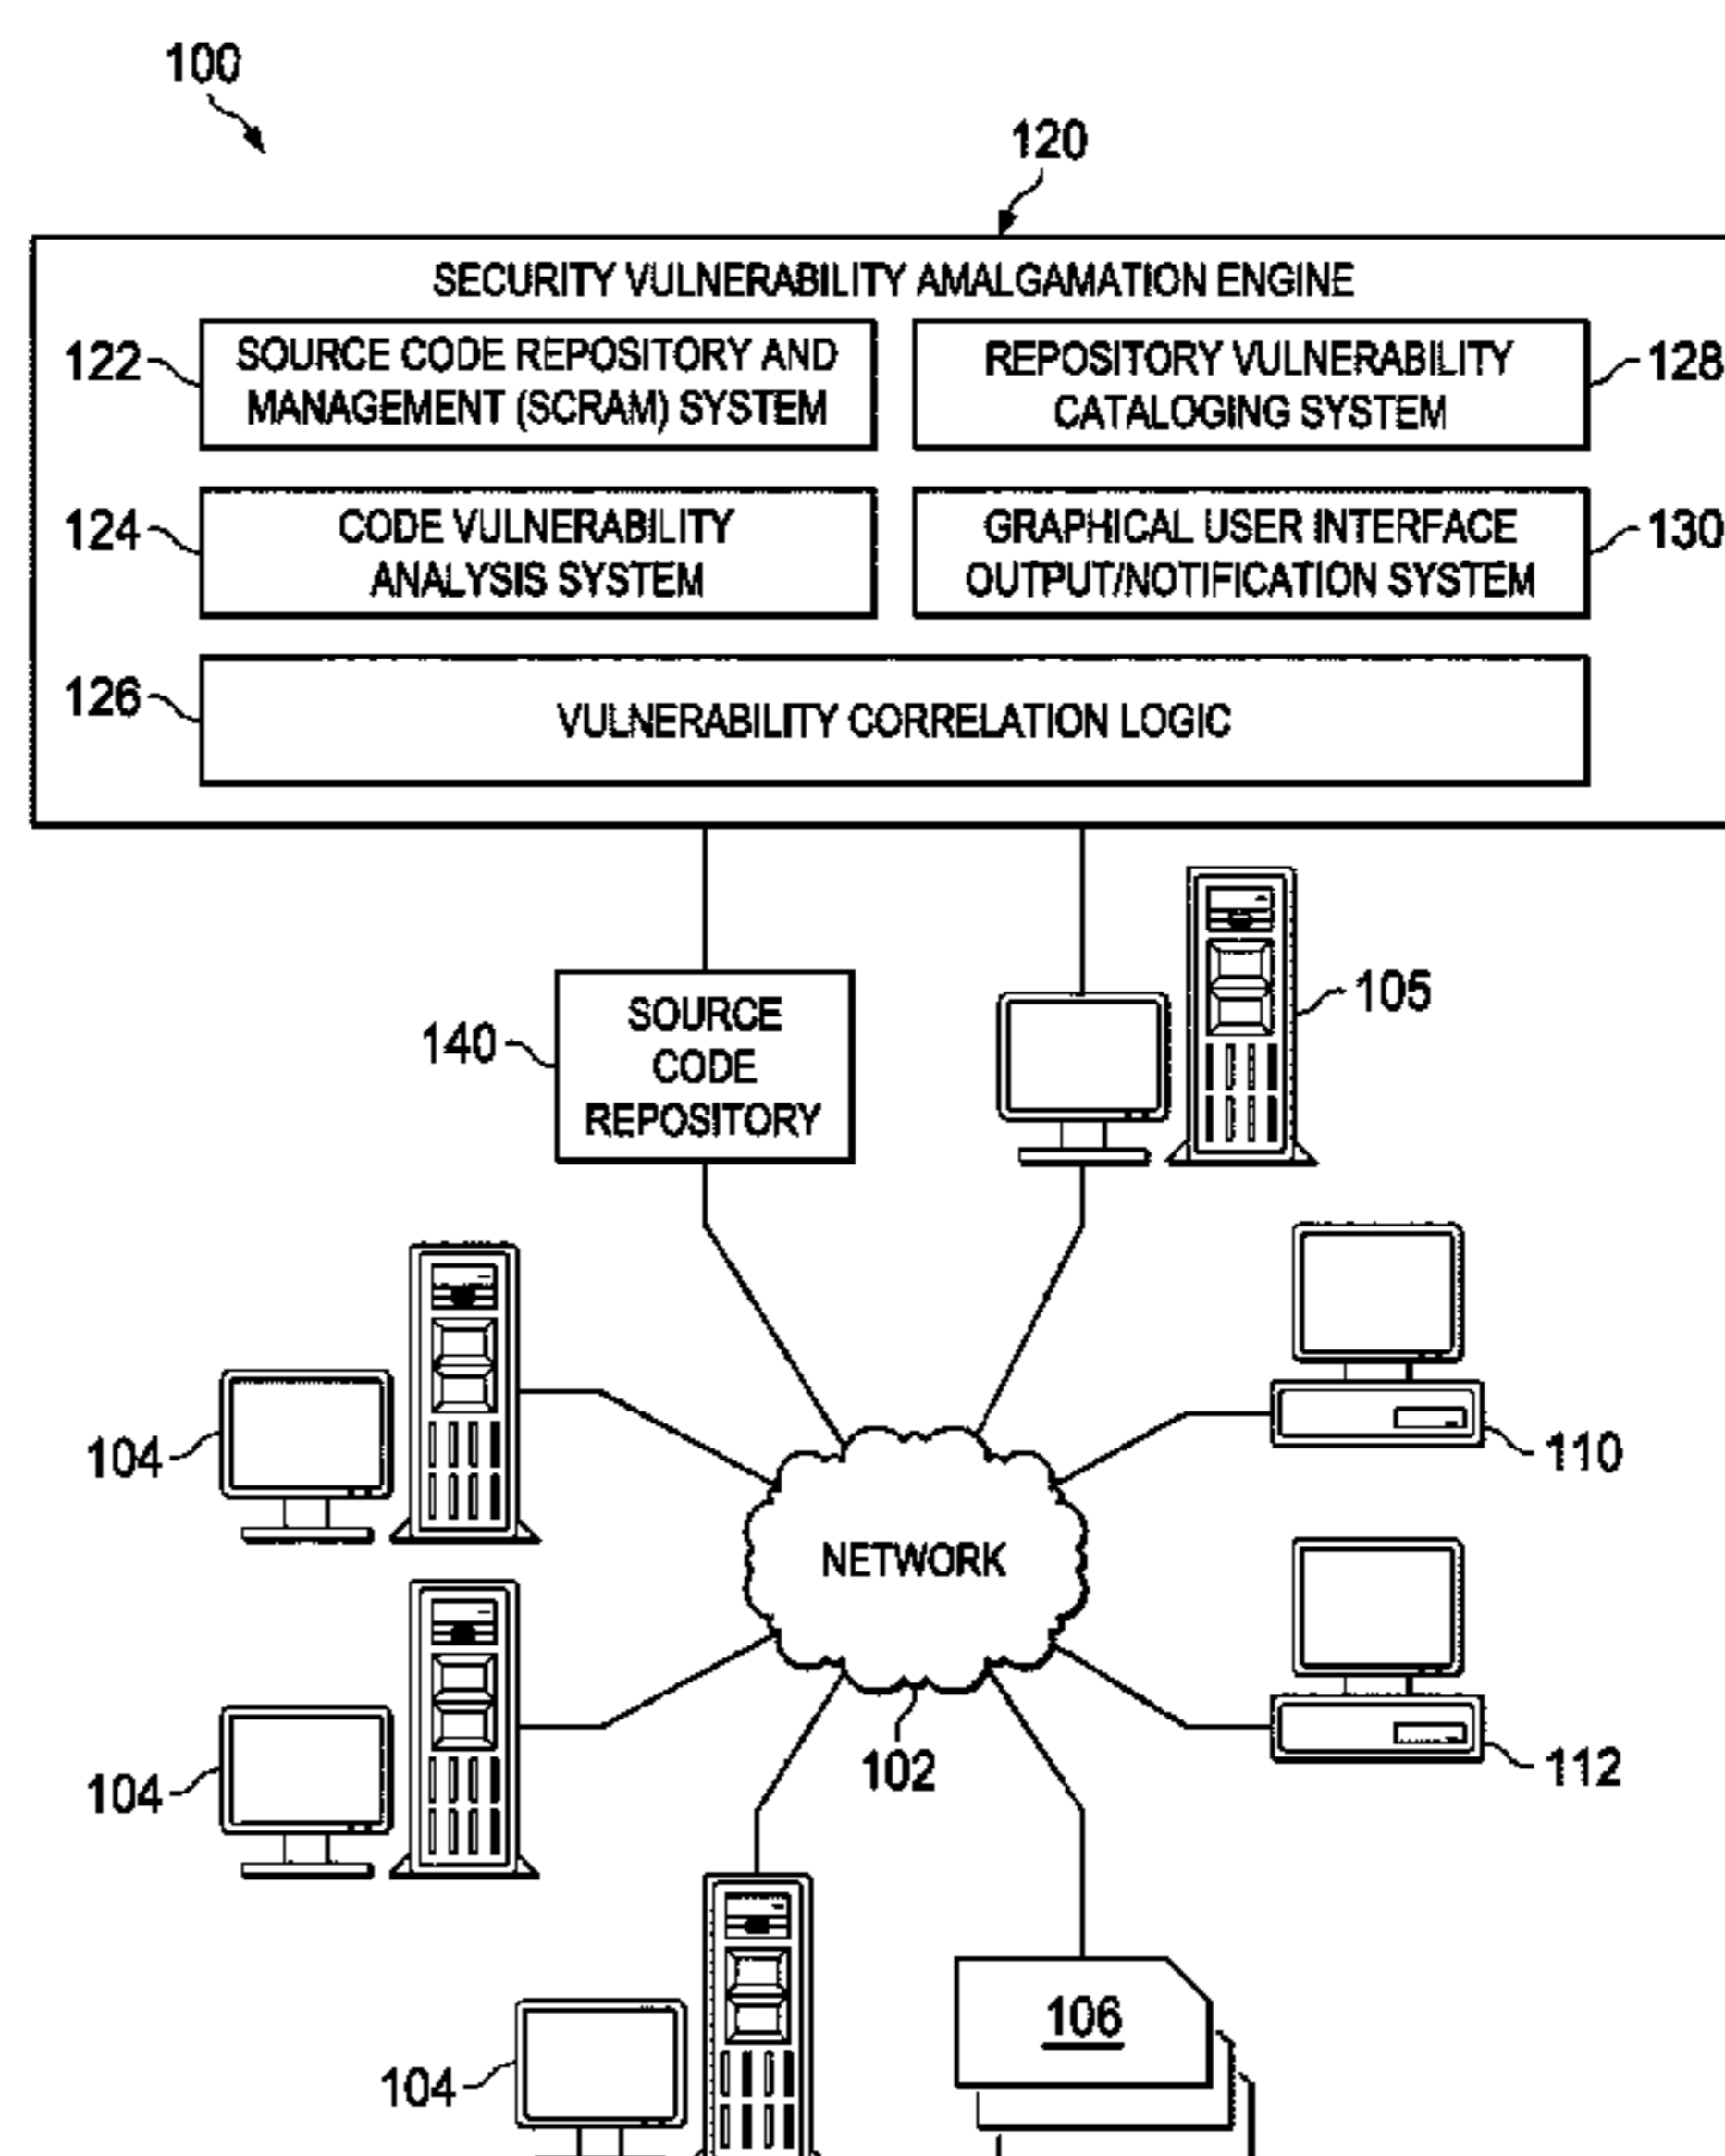 100
120
SECURITY VULNERABILITY AMALGAMATION ENGINE
122
SOURCE CODE REPOSITORY AND
MANAGEMENT (SCRAM) SYSTEM
REPOSITORY VULNERABILITY
CATALOGING SYSTEM
128
124
CODE VULNERABILITY
ANALYSIS SYSTEM
GRAPHICAL USER INTERFACE
OUTPUT/NOTIFICATION SYSTEM
130
126
VULNERABILITY CORRELATION LOGIC
140
SOURCE
CODE
REPOSITORY
105
104
110
NETWORK
102
104
112
104
106